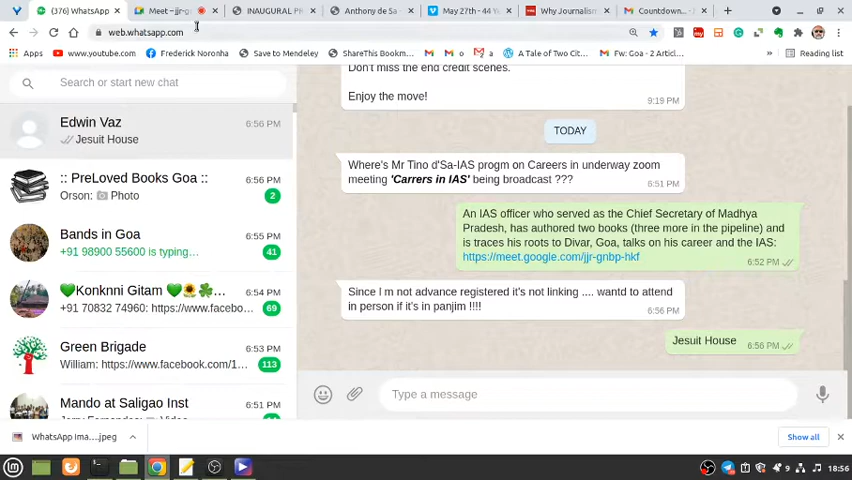 (376) WhatsApp
Meet – jjr-g
INAUGURAL PR
Anthony de Sa -
May 27th - 44 Y
Why Journalism
Gmail - Countdown...
web.whatsapp.com
Apps
www.youtube.com
Frederick Noronha
Save to Mendeley
ShareThis Bookm...
A Tale of Two Cit...
Fw: Goa - 2 Articl...
Reading list
Search or start new chat
Edwin Vaz
6:56 PM
Jesuit House
:: PreLoved Books Goa ::
6:56 PM
Orson: Photo
2
Bands in Goa
6:55 PM
+91 98900 55600 is typing...
41
💚Konknni Gitam 💚🌻☘...
6:54 PM
+91 70832 74960: https://www.facebo...
69
Green Brigade
6:53 PM
William: https://www.facebook.com/1...
113
Mando at Saligao Inst
6:51 PM
Don't miss the end credit scenes.
Enjoy the move!
9:19 PM
TODAY
Where's Mr Tino d'Sa-IAS progm on Careers in underway zoom
meeting 'Carrers in IAS' being broadcast ???
6:51 PM
An IAS officer who served as the Chief Secretary of Madhya
Pradesh, has authored two books (three more in the pipeline) and
is traces his roots to Divar, Goa, talks on his career and the IAS:
https://meet.google.com/jjr-gnbp-hkf
6:52 PM
Since I m not advance registered it's not linking .... wantd to attend
in person if it's in panjim !!!!
6:56 PM
Jesuit House
6:56 PM
Type a message
WhatsApp Ima....jpeg
Show all
9
18:56